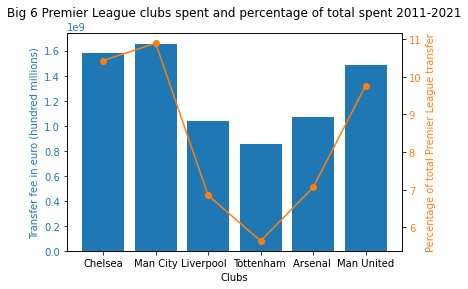 Big 6 Premier League clubs spent and percentage of total spent 2011-2021
1e9
Transfer fee in euro (hundred millions)
1.6
1.4
1.2
1.0
0.8
0.6
0.4
0.2
0.0
11
10
9
8
7
6
Percentage of total Premier League transfer
Chelsea Man City Liverpool Tottenham Arsenal Man United
Clubs